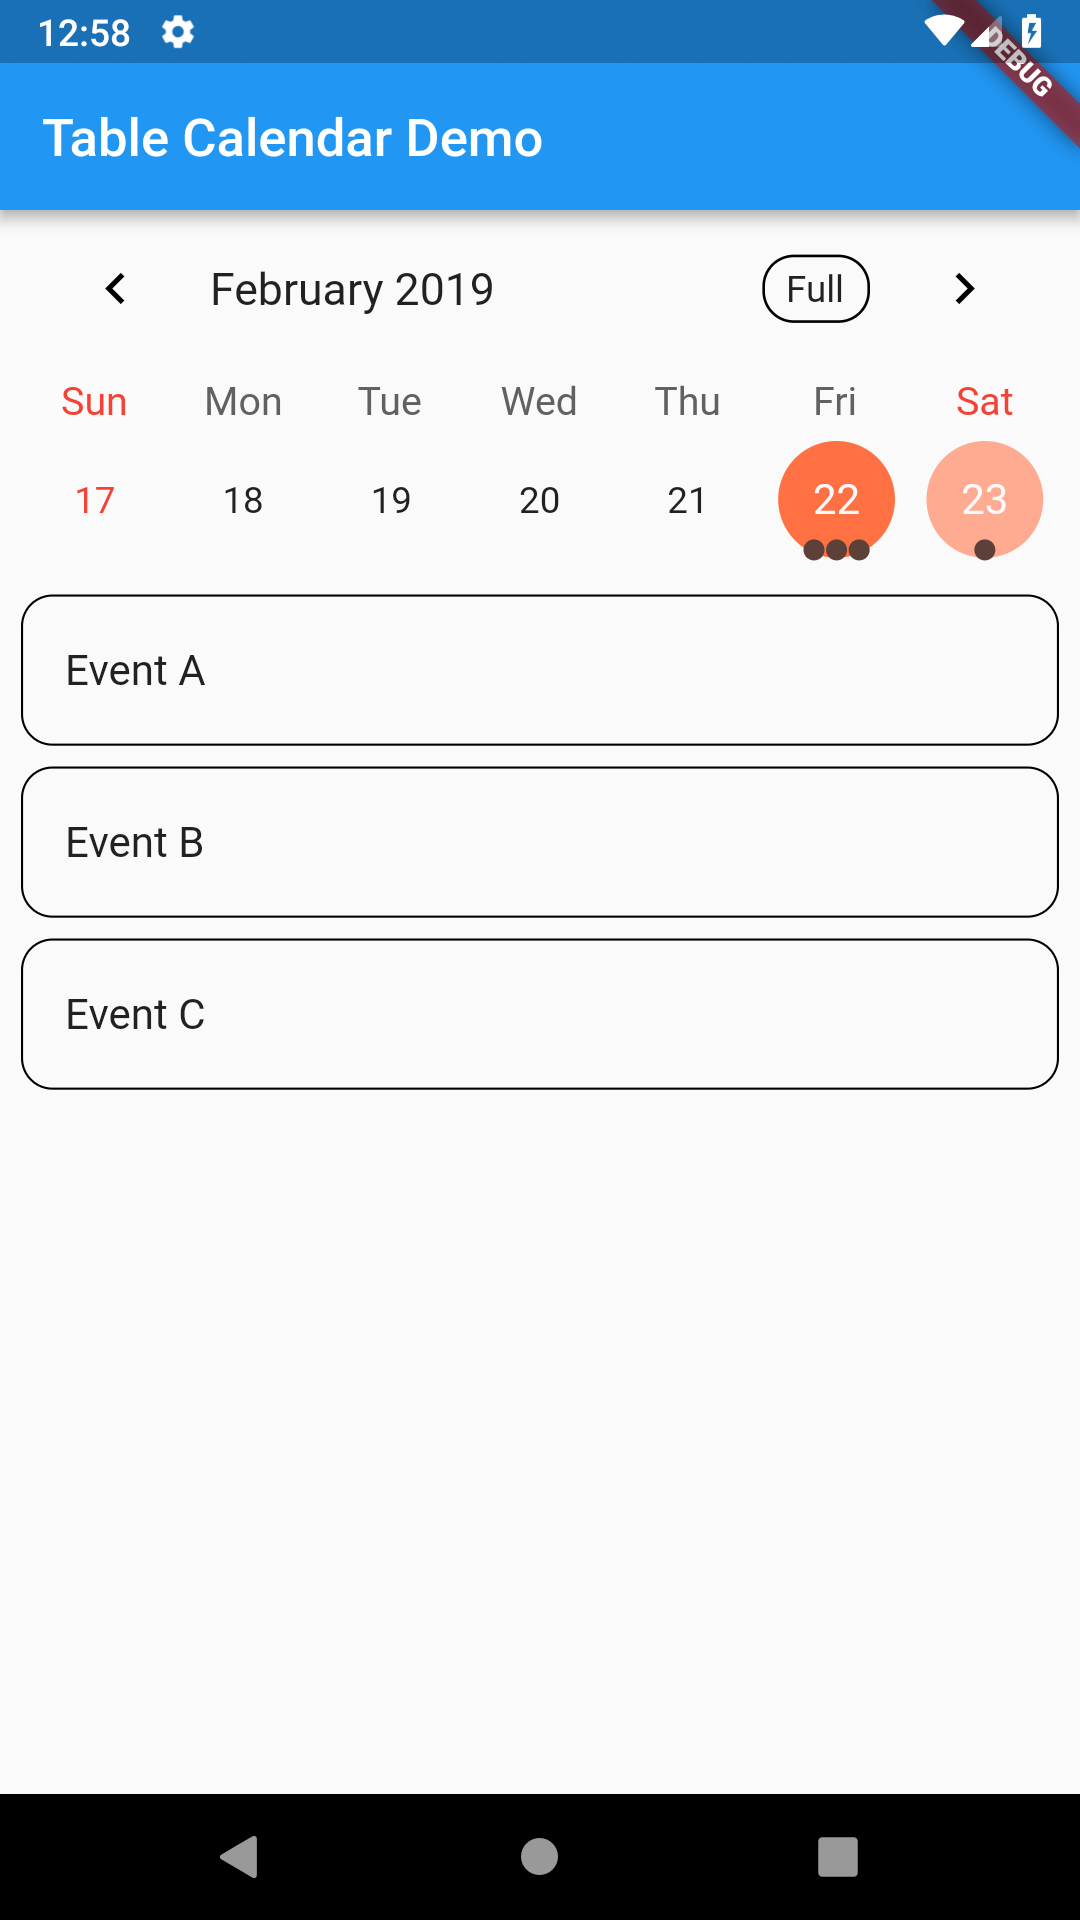 12:58
DEBUG
Table Calendar Demo
February 2019 Full
Sun Mon Tue Wed Thu Fri Sat
17 18 19 20 21 22 23
Event A
Event B
Event C